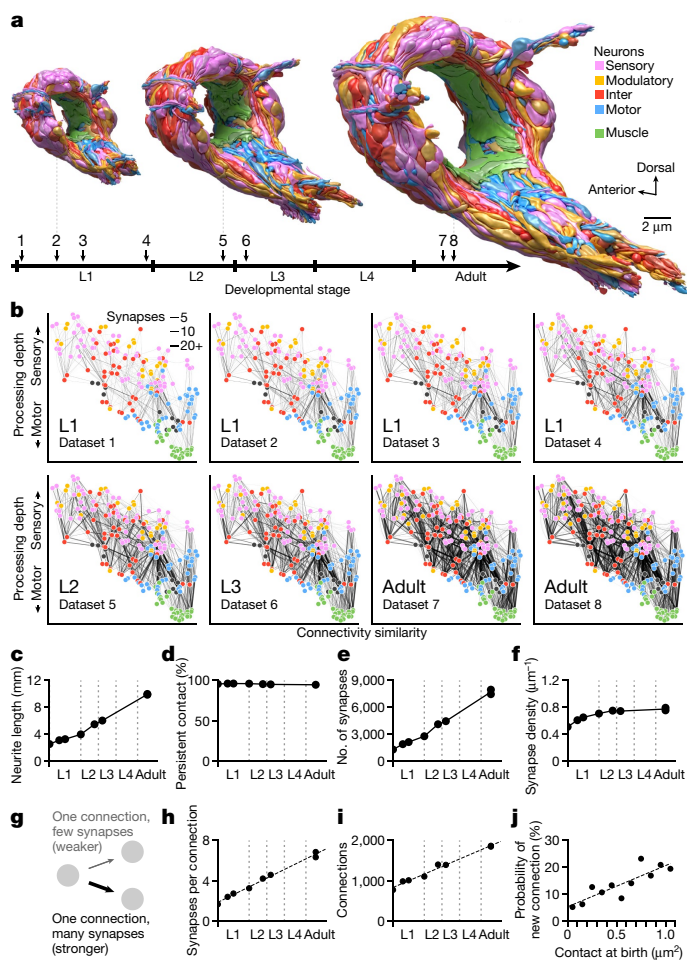 a
Neurons
Sensory
Modulatory
Inter
Motor
Muscle
Dorsal
Anterior
2 μm
1 2 3 4 5 6 7 8
L1 L2 L3 L4 Adult
Developmental stage
b
Synapses
5
10
20+
Processing depth
Motor Sensory
L1
Dataset 1
L1
Dataset 2
L1
Dataset 3
L1
Dataset 4
Processing depth
Motor Sensory
L2
Dataset 5
L3
Dataset 6
Adult
Dataset 7
Adult
Dataset 8
Connectivity similarity
c
Neurite length (mm)
12
8
4
0
L1 L2 L3 L4 Adult
d
Persistent contact (%)
100
50
0
L1 L2 L3 L4 Adult
e
No. of synapses
9,000
6,000
3,000
0
L1 L2 L3 L4 Adult
f
Synapse density (μm⁻¹)
1.2
0.8
0.4
0
L1 L2 L3 L4 Adult
g
One connection,
few synapses
(weaker)
One connection,
many synapses
(stronger)
h
Synapses per connection
8
4
0
L1 L2 L3 L4 Adult
i
Connections
2,000
1,000
0
L1 L2 L3 L4 Adult
j
Probability of
new connection (%)
30
20
10
0
0 0.5 1.0
Contact at birth (μm²)